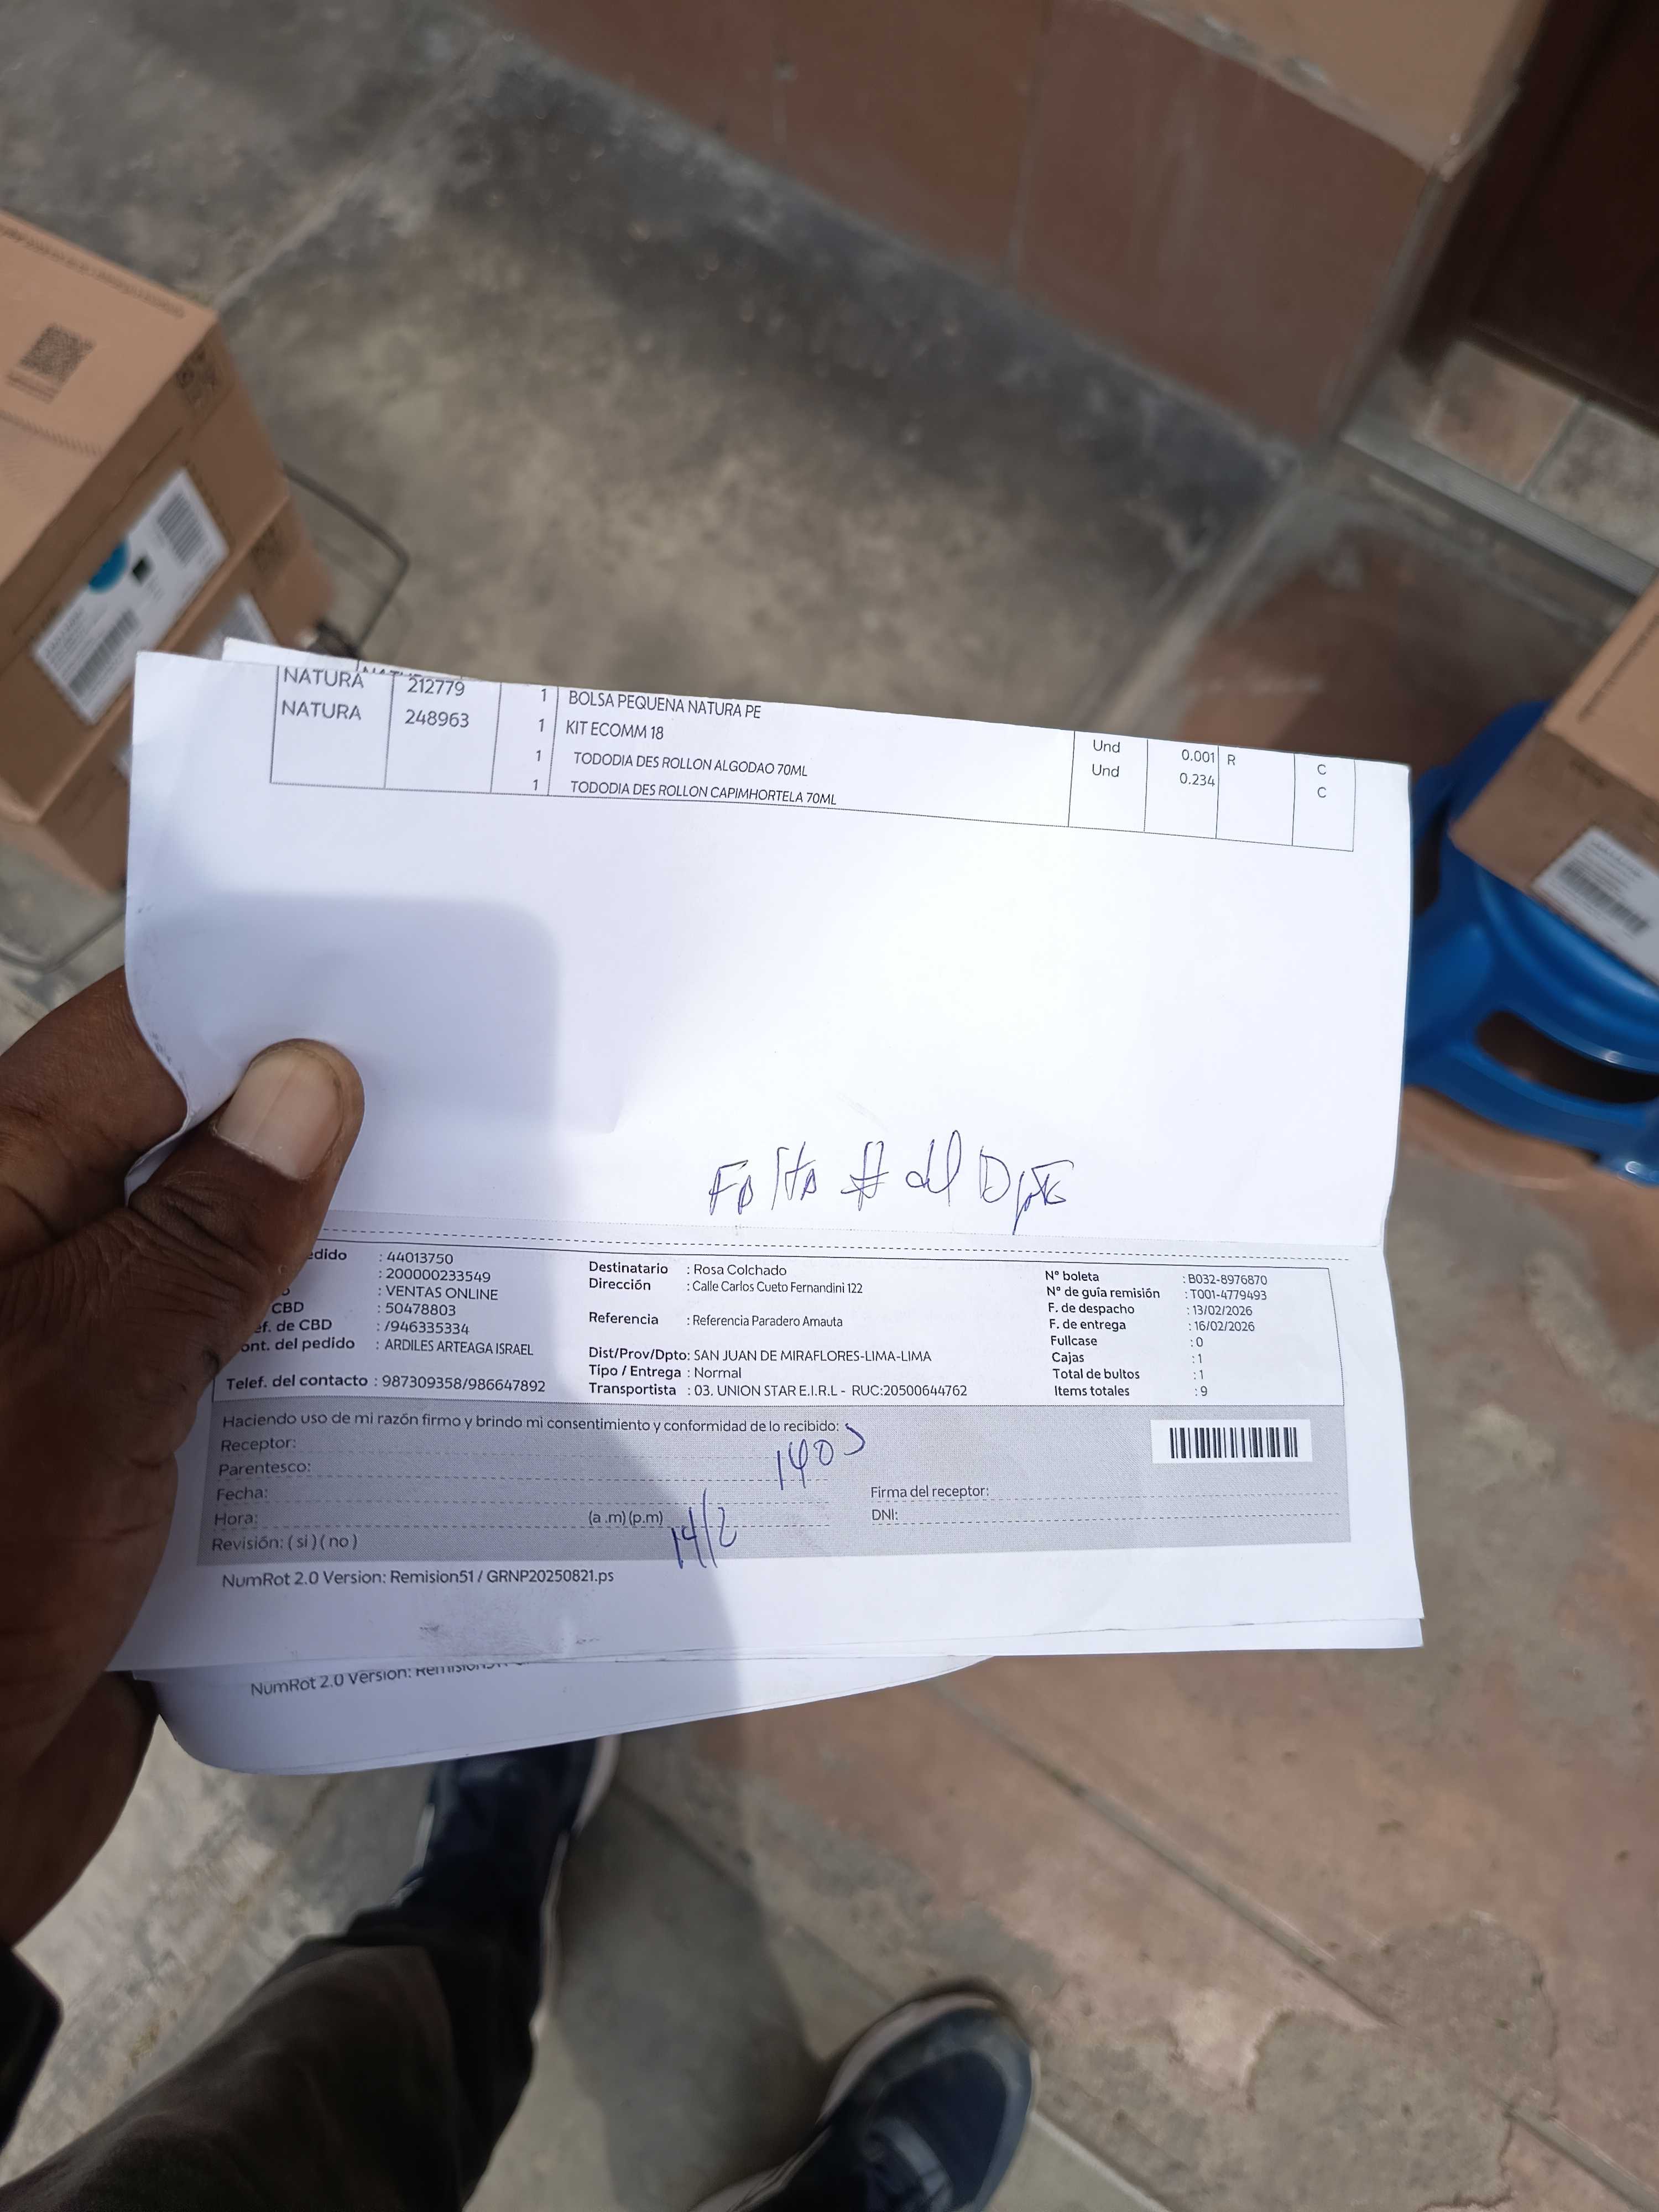 NATURA 212779 1 BOLSA PEQUENA NATURA PE Und 0.001 R C
NATURA 248963 1 KIT ECOMM 18 Und 0.234 C
1 TODODIA DES ROLLON ALGODAO 70ML
1 TODODIA DES ROLLON CAPIMHORTELA 70ML
Falta # del Dpto
edido : 44013750
: 200000233549
o : VENTAS ONLINE
CBD : 50478803
ef. de CBD : /946335334
ont. del pedido : ARDILES ARTEAGA ISRAEL
Telef. del contacto : 987309358/986647892
Destinatario : Rosa Colchado
Dirección : Calle Carlos Cueto Fernandini 122
Referencia : Referencia Paradero Amauta
Dist/Prov/Dpto: SAN JUAN DE MIRAFLORES-LIMA-LIMA
Tipo / Entrega : Normal
Transportista : 03. UNION STAR E.I.R.L - RUC:20500644762
N° boleta : B032-8976870
N° de guía remisión : T001-4779493
F. de despacho : 13/02/2026
F. de entrega : 16/02/2026
Fullcase : 0
Cajas : 1
Total de bultos : 1
Items totales : 9
Haciendo uso de mi razón firmo y brindo mi consentimiento y conformidad de lo recibido:
Receptor:
Parentesco:
Fecha:
Hora: (a .m) (p.m)
Revisión: ( si ) ( no )
14/2
Firma del receptor:
DNI:
NumRot 2.0 Version: Remision51 / GRNP20250821.ps
NumRot 2.0 Version: